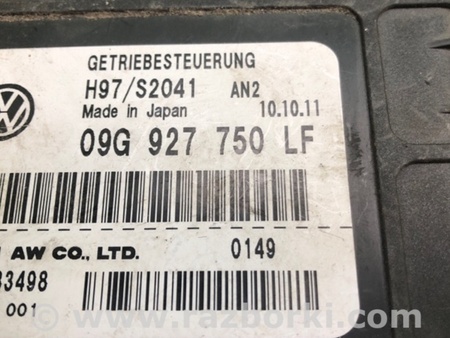 GETRIEBESTEUERUNG
H97/S2041 AN2
Made in Japan 10.10.11
09G 927 750 LF
AW CO., LTD. 0149
33498
001
www.razborki.com